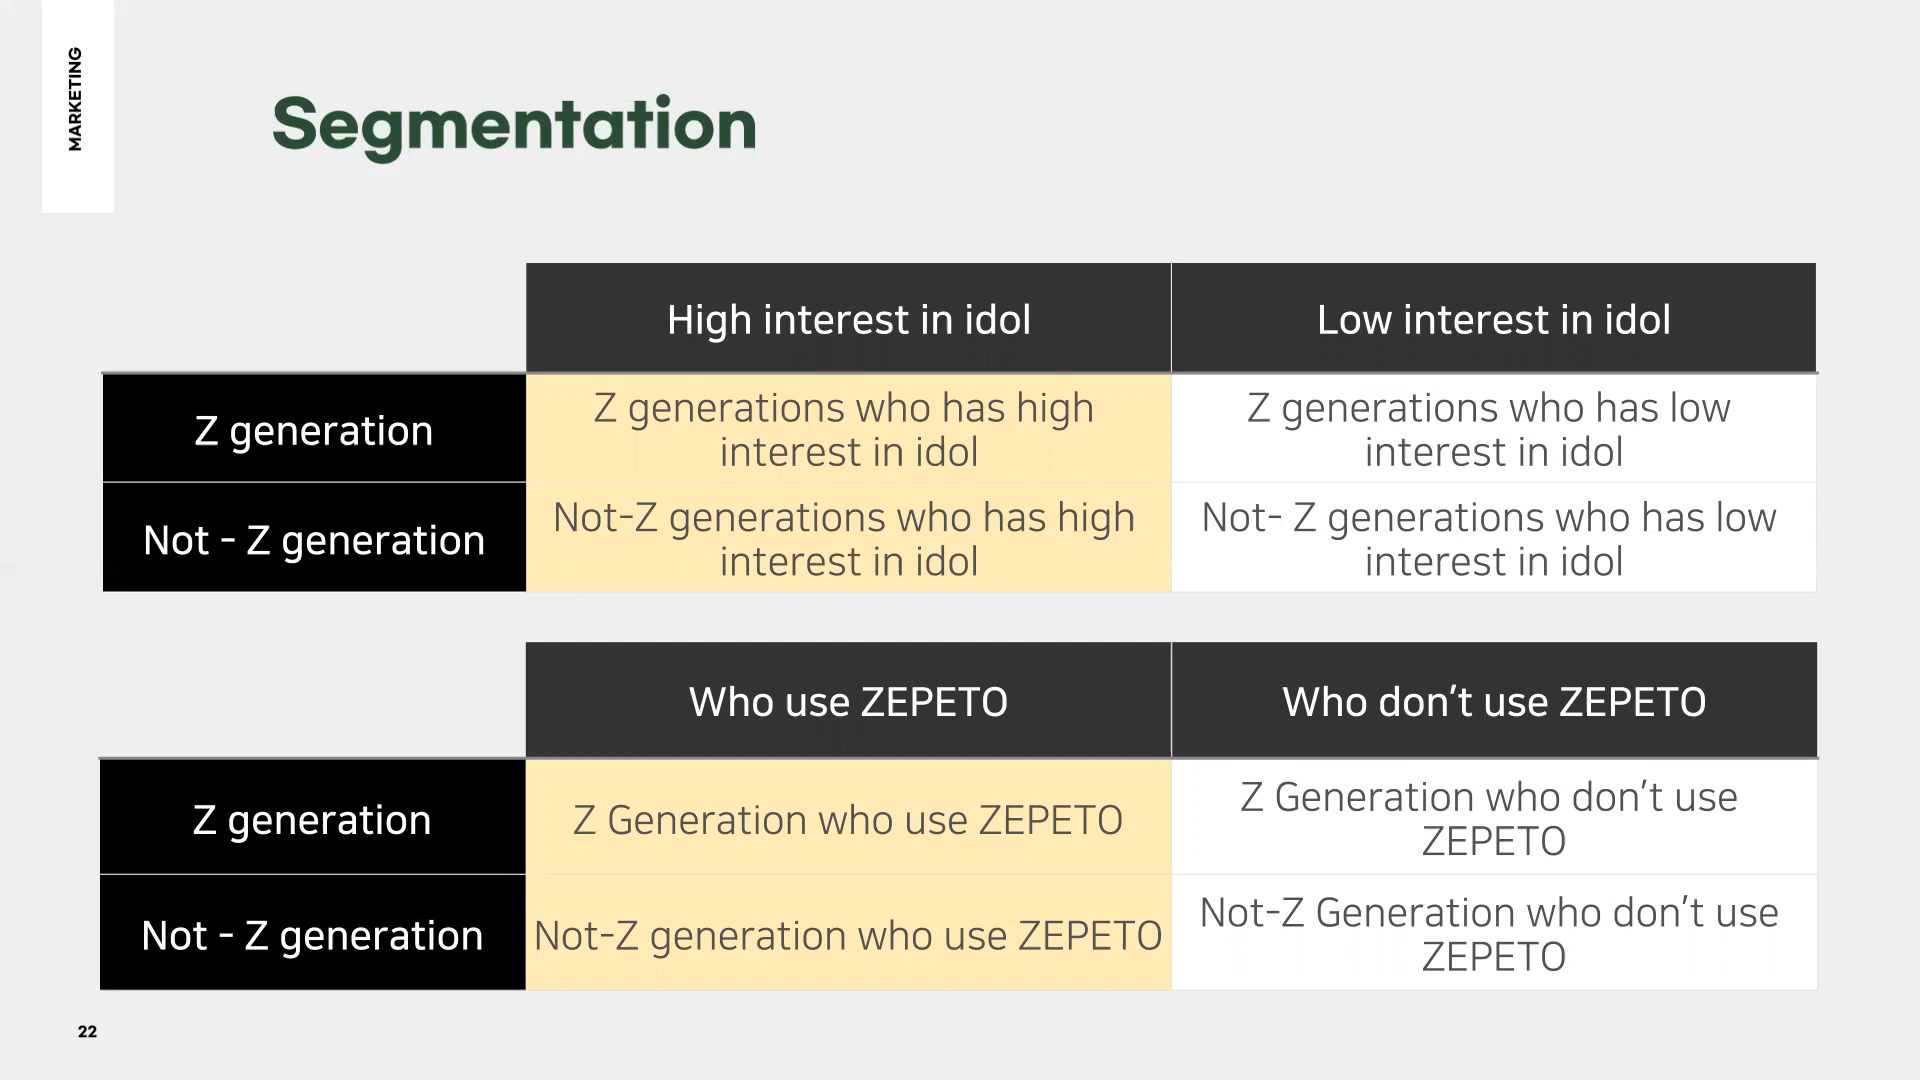 MARKETING
Segmentation
High interest in idol
Low interest in idol
Z generation
Z generations who has high
interest in idol
Z generations who has low
interest in idol
Not - Z generation
Not-Z generations who has high
interest in idol
Not- Z generations who has low
interest in idol
Who use ZEPETO
Who don’t use ZEPETO
Z generation
Z Generation who use ZEPETO
Z Generation who don’t use
ZEPETO
Not - Z generation
Not-Z generation who use ZEPETO
Not-Z Generation who don’t use
ZEPETO
22